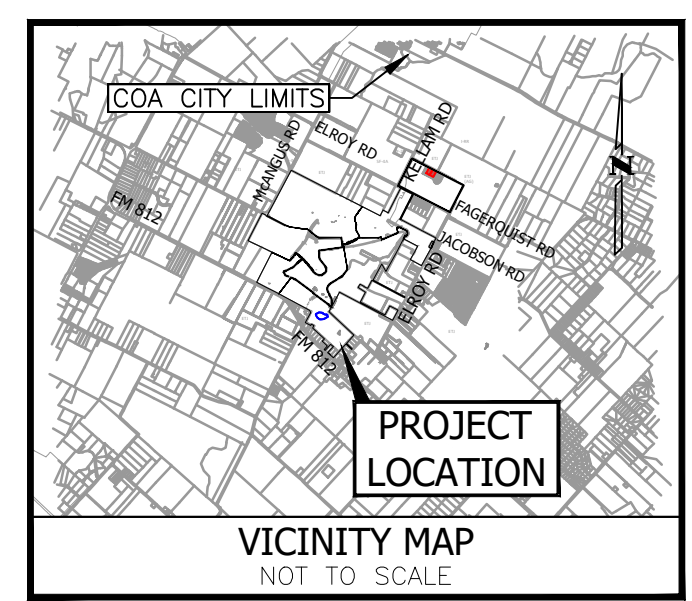 COA CITY LIMITS
McANGUS RD
ELROY RD
KELLAM RD
N
FM 812
FAGERQUIST RD
JACOBSON RD
ELROY RD
FM 812
PROJECT
LOCATION
VICINITY MAP
NOT TO SCALE